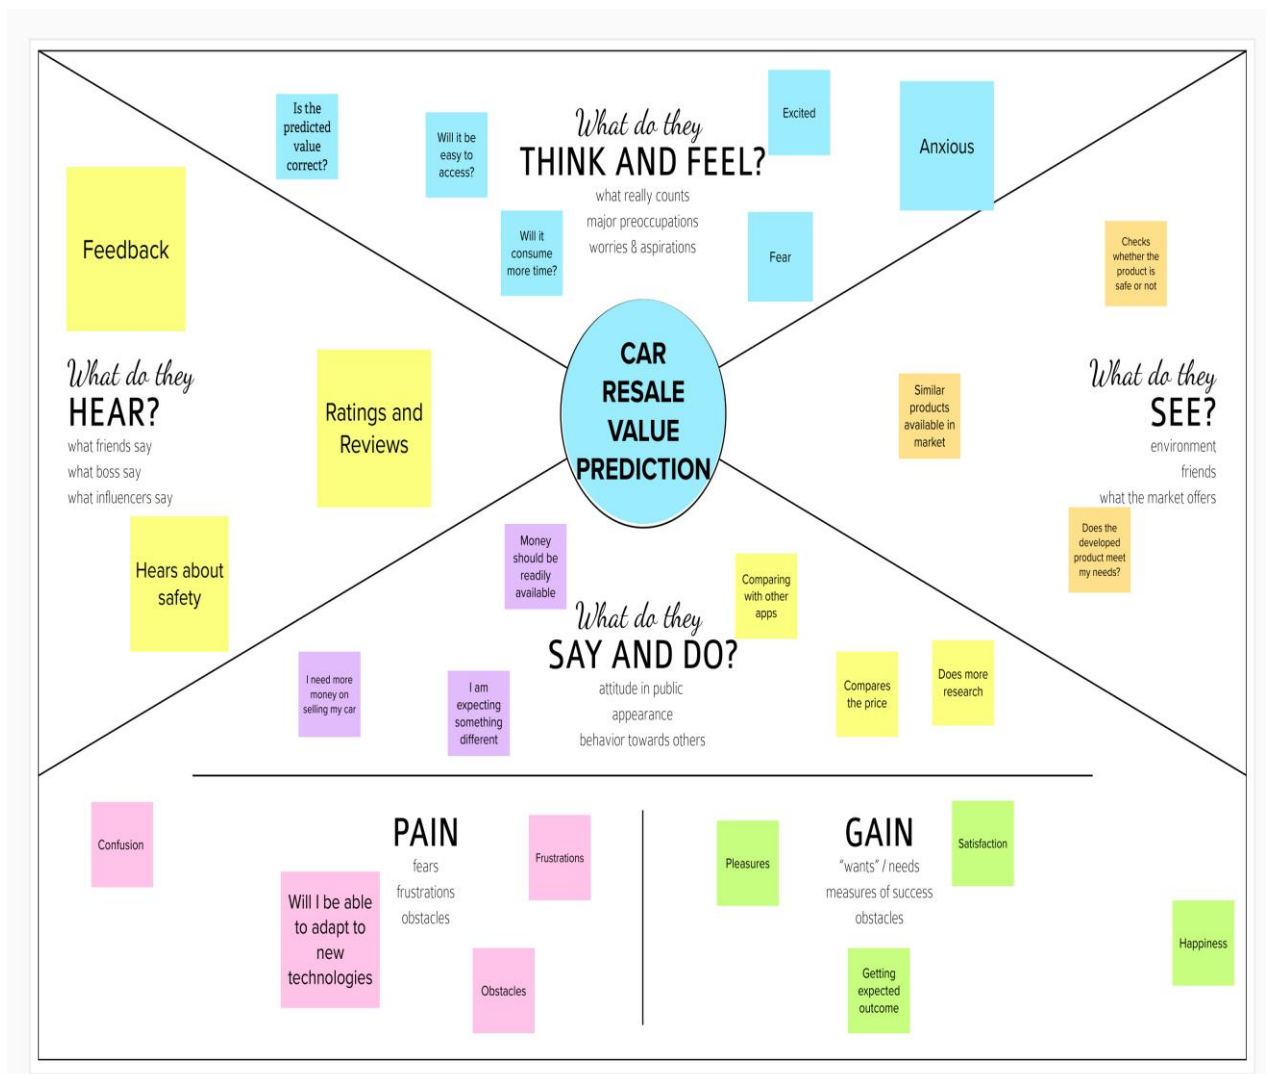 Is the
predicted
value
correct?
Will it be
easy to
access?
Will it
consume
more time?
What do they
THINK AND FEEL?
what really counts
major preoccupations
worries & aspirations
Excited
Anxious
Fear
Feedback
What do they
HEAR?
what friends say
what boss say
what influencers say
Ratings and
Reviews
Hears about
safety
CAR
RESALE
VALUE
PREDICTION
Checks
whether the
product is
safe or not
Similar
products
available in
market
What do they
SEE?
environment
friends
what the market offers
Does the
developed
product meet
my needs?
Money
should be
readily
available
What do they
SAY AND DO?
attitude in public
appearance
behavior towards others
I need more
money on
selling my car
I am
expecting
something
different
Comparing
with other
apps
Compares
the price
Does more
research
Confusion
PAIN
fears
frustrations
obstacles
Will I be able
to adapt to
new
technologies
Frustrations
Obstacles
Pleasures
GAIN
"wants" / needs
measures of success
obstacles
Satisfaction
Getting
expected
outcome
Happiness